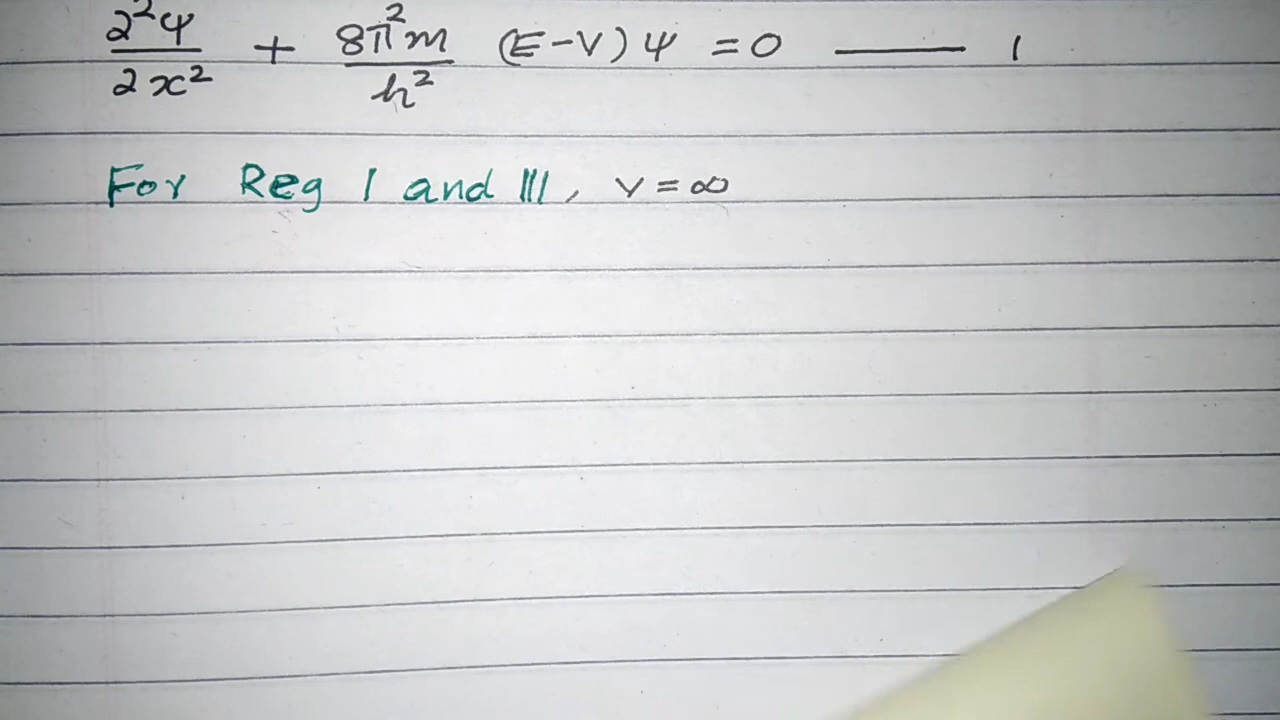 ∂²ψ/∂x² + 8π²m/h² (E-V)ψ = 0 —— 1
For Reg I and III, V = ∞